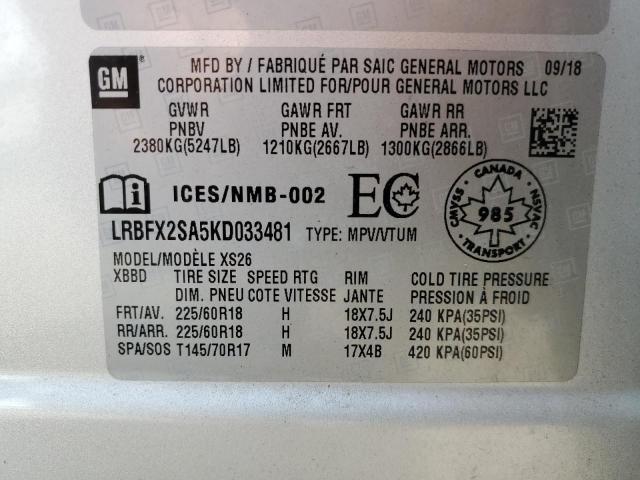 GM
MFD BY / FABRIQUÉ PAR SAIC GENERAL MOTORS 09/18
CORPORATION LIMITED FOR/POUR GENERAL MOTORS LLC
GVWR GAWR FRT GAWR RR
PNBV PNBE AV. PNBE ARR.
2380KG(5247LB) 1210KG(2667LB) 1300KG(2866LB)
ICES/NMB-002 EC
CANADA
CMVSS 985 NSVAC
TRANSPORT
LRBFX2SA5KD033481 TYPE: MPV/VTUM
MODEL/MODÈLE XS26
XBBD TIRE SIZE SPEED RTG RIM COLD TIRE PRESSURE
DIM. PNEU COTE VITESSE JANTE PRESSION À FROID
FRT/AV. 225/60R18 H 18X7.5J 240 KPA(35PSI)
RR/ARR. 225/60R18 H 18X7.5J 240 KPA(35PSI)
SPA/SOS T145/70R17 M 17X4B 420 KPA(60PSI)